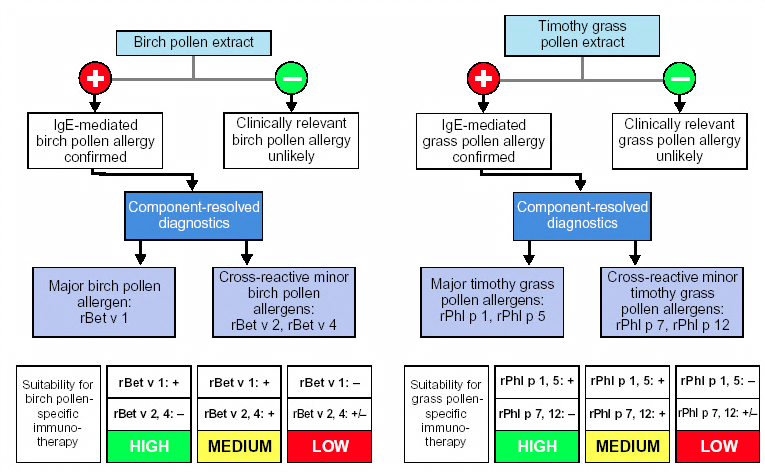 Birch pollen extract
+
−
IgE-mediated
birch pollen allergy
confirmed
Clinically relevant
birch pollen allergy
unlikely
Component-resolved
diagnostics
Major birch pollen
allergen:
rBet v 1
Cross-reactive minor
birch pollen
allergens:
rBet v 2, rBet v 4
Suitability for
birch pollen-
specific
immuno-
therapy
rBet v 1: +
rBet v 1: +
rBet v 1: –
rBet v 2, 4: –
rBet v 2, 4: +
rBet v 2, 4: +/–
HIGH
MEDIUM
LOW
Timothy grass
pollen extract
+
−
IgE-mediated
grass pollen allergy
confirmed
Clinically relevant
grass pollen allergy
unlikely
Component-resolved
diagnostics
Major timothy grass
pollen allergens:
rPhl p 1, rPhl p 5
Cross-reactive minor
timothy grass
pollen allergens:
rPhl p 7, rPhl p 12
Suitability for
grass pollen-
specific
immuno-
therapy
rPhl p 1, 5: +
rPhl p 1, 5: +
rPhl p 1, 5: –
rPhl p 7, 12: –
rPhl p 7, 12: +
rPhl p 7, 12: +/–
HIGH
MEDIUM
LOW